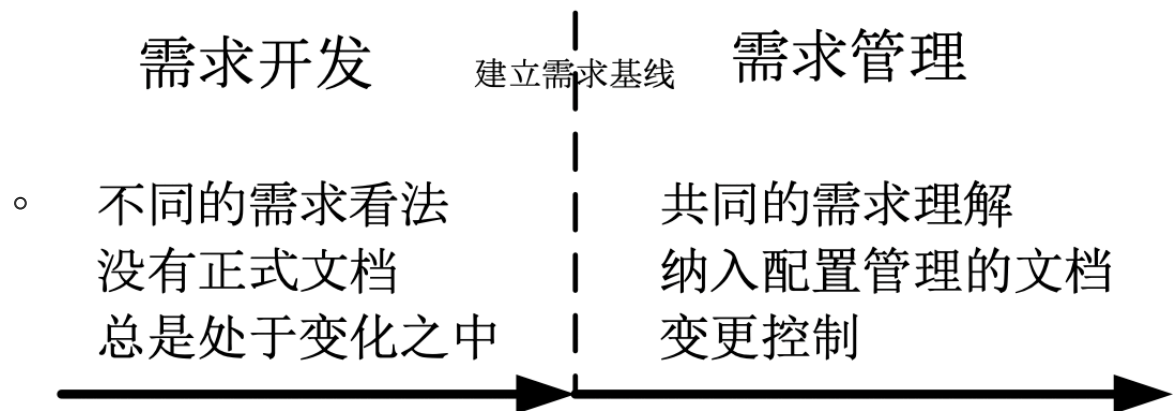 需求开发
建立需求基线
需求管理
不同的需求看法
没有正式文档
总是处于变化之中
共同的需求理解
纳入配置管理的文档
变更控制